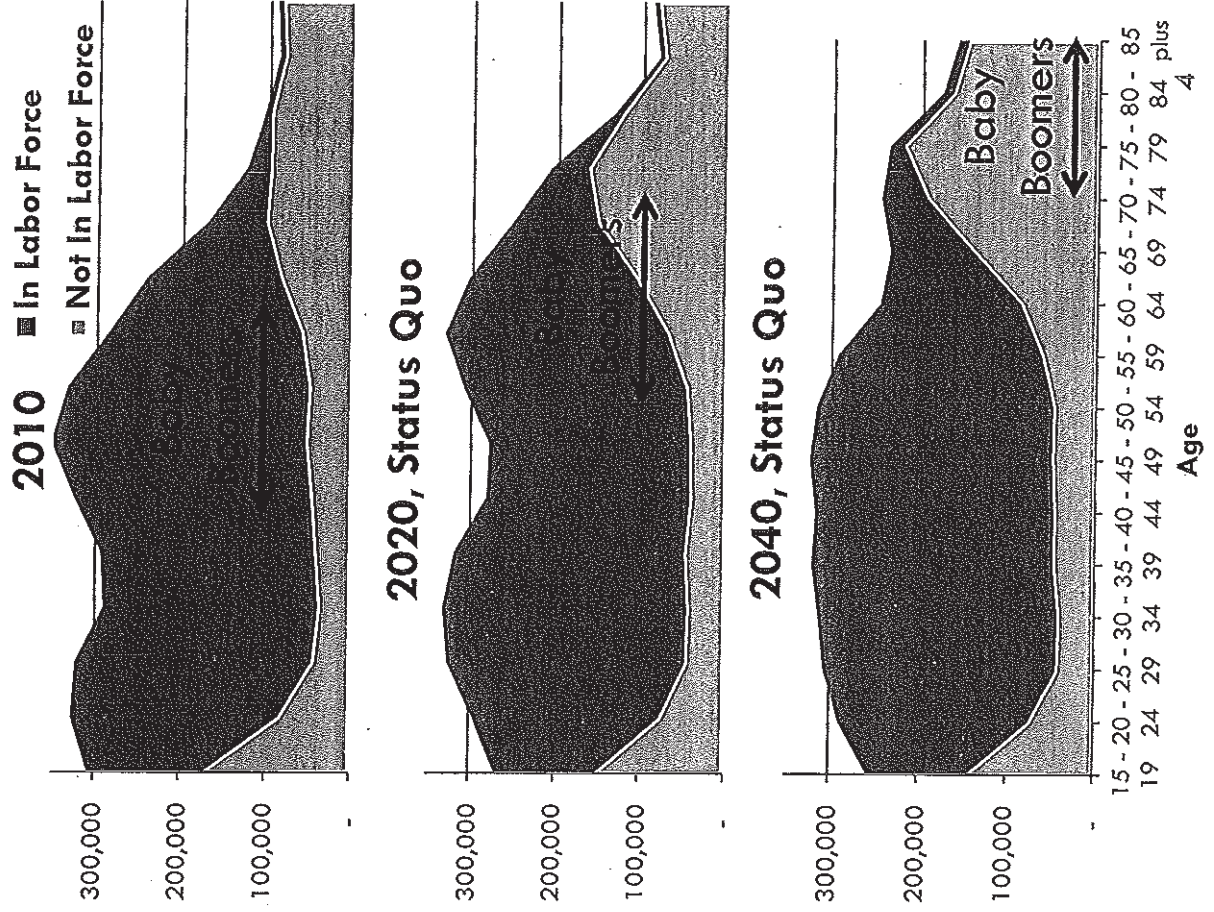 2010
In Labor Force
Not In Labor Force
300,000
200,000
100,000
-
Baby
Boomers
2020, Status Quo
300,000
200,000
100,000
-
Baby
Boomers
2040, Status Quo
300,000
200,000
100,000
-
Baby
Boomers
15 - 20 - 25 - 30 - 35 - 40 - 45 - 50 - 55 - 60 - 65 - 70 - 75 - 80 - 85
19 24 29 34 39 44 49 54 59 64 69 74 79 84 plus
4
Age